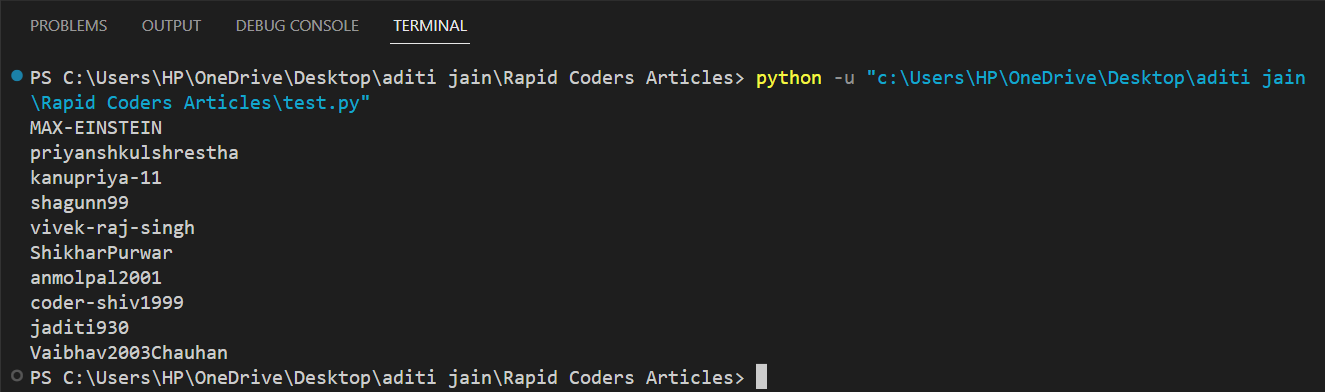 PROBLEMS OUTPUT DEBUG CONSOLE TERMINAL
PS C:\Users\HP\OneDrive\Desktop\aditi jain\Rapid Coders Articles> python -u "c:\Users\HP\OneDrive\Desktop\aditi jain
\Rapid Coders Articles\test.py"
MAX-EINSTEIN
priyanshkulshrestha
kanupriya-11
shagunn99
vivek-raj-singh
ShikharPurwar
anmolpal2001
coder-shiv1999
jaditi930
Vaibhav2003Chauhan
PS C:\Users\HP\OneDrive\Desktop\aditi jain\Rapid Coders Articles>